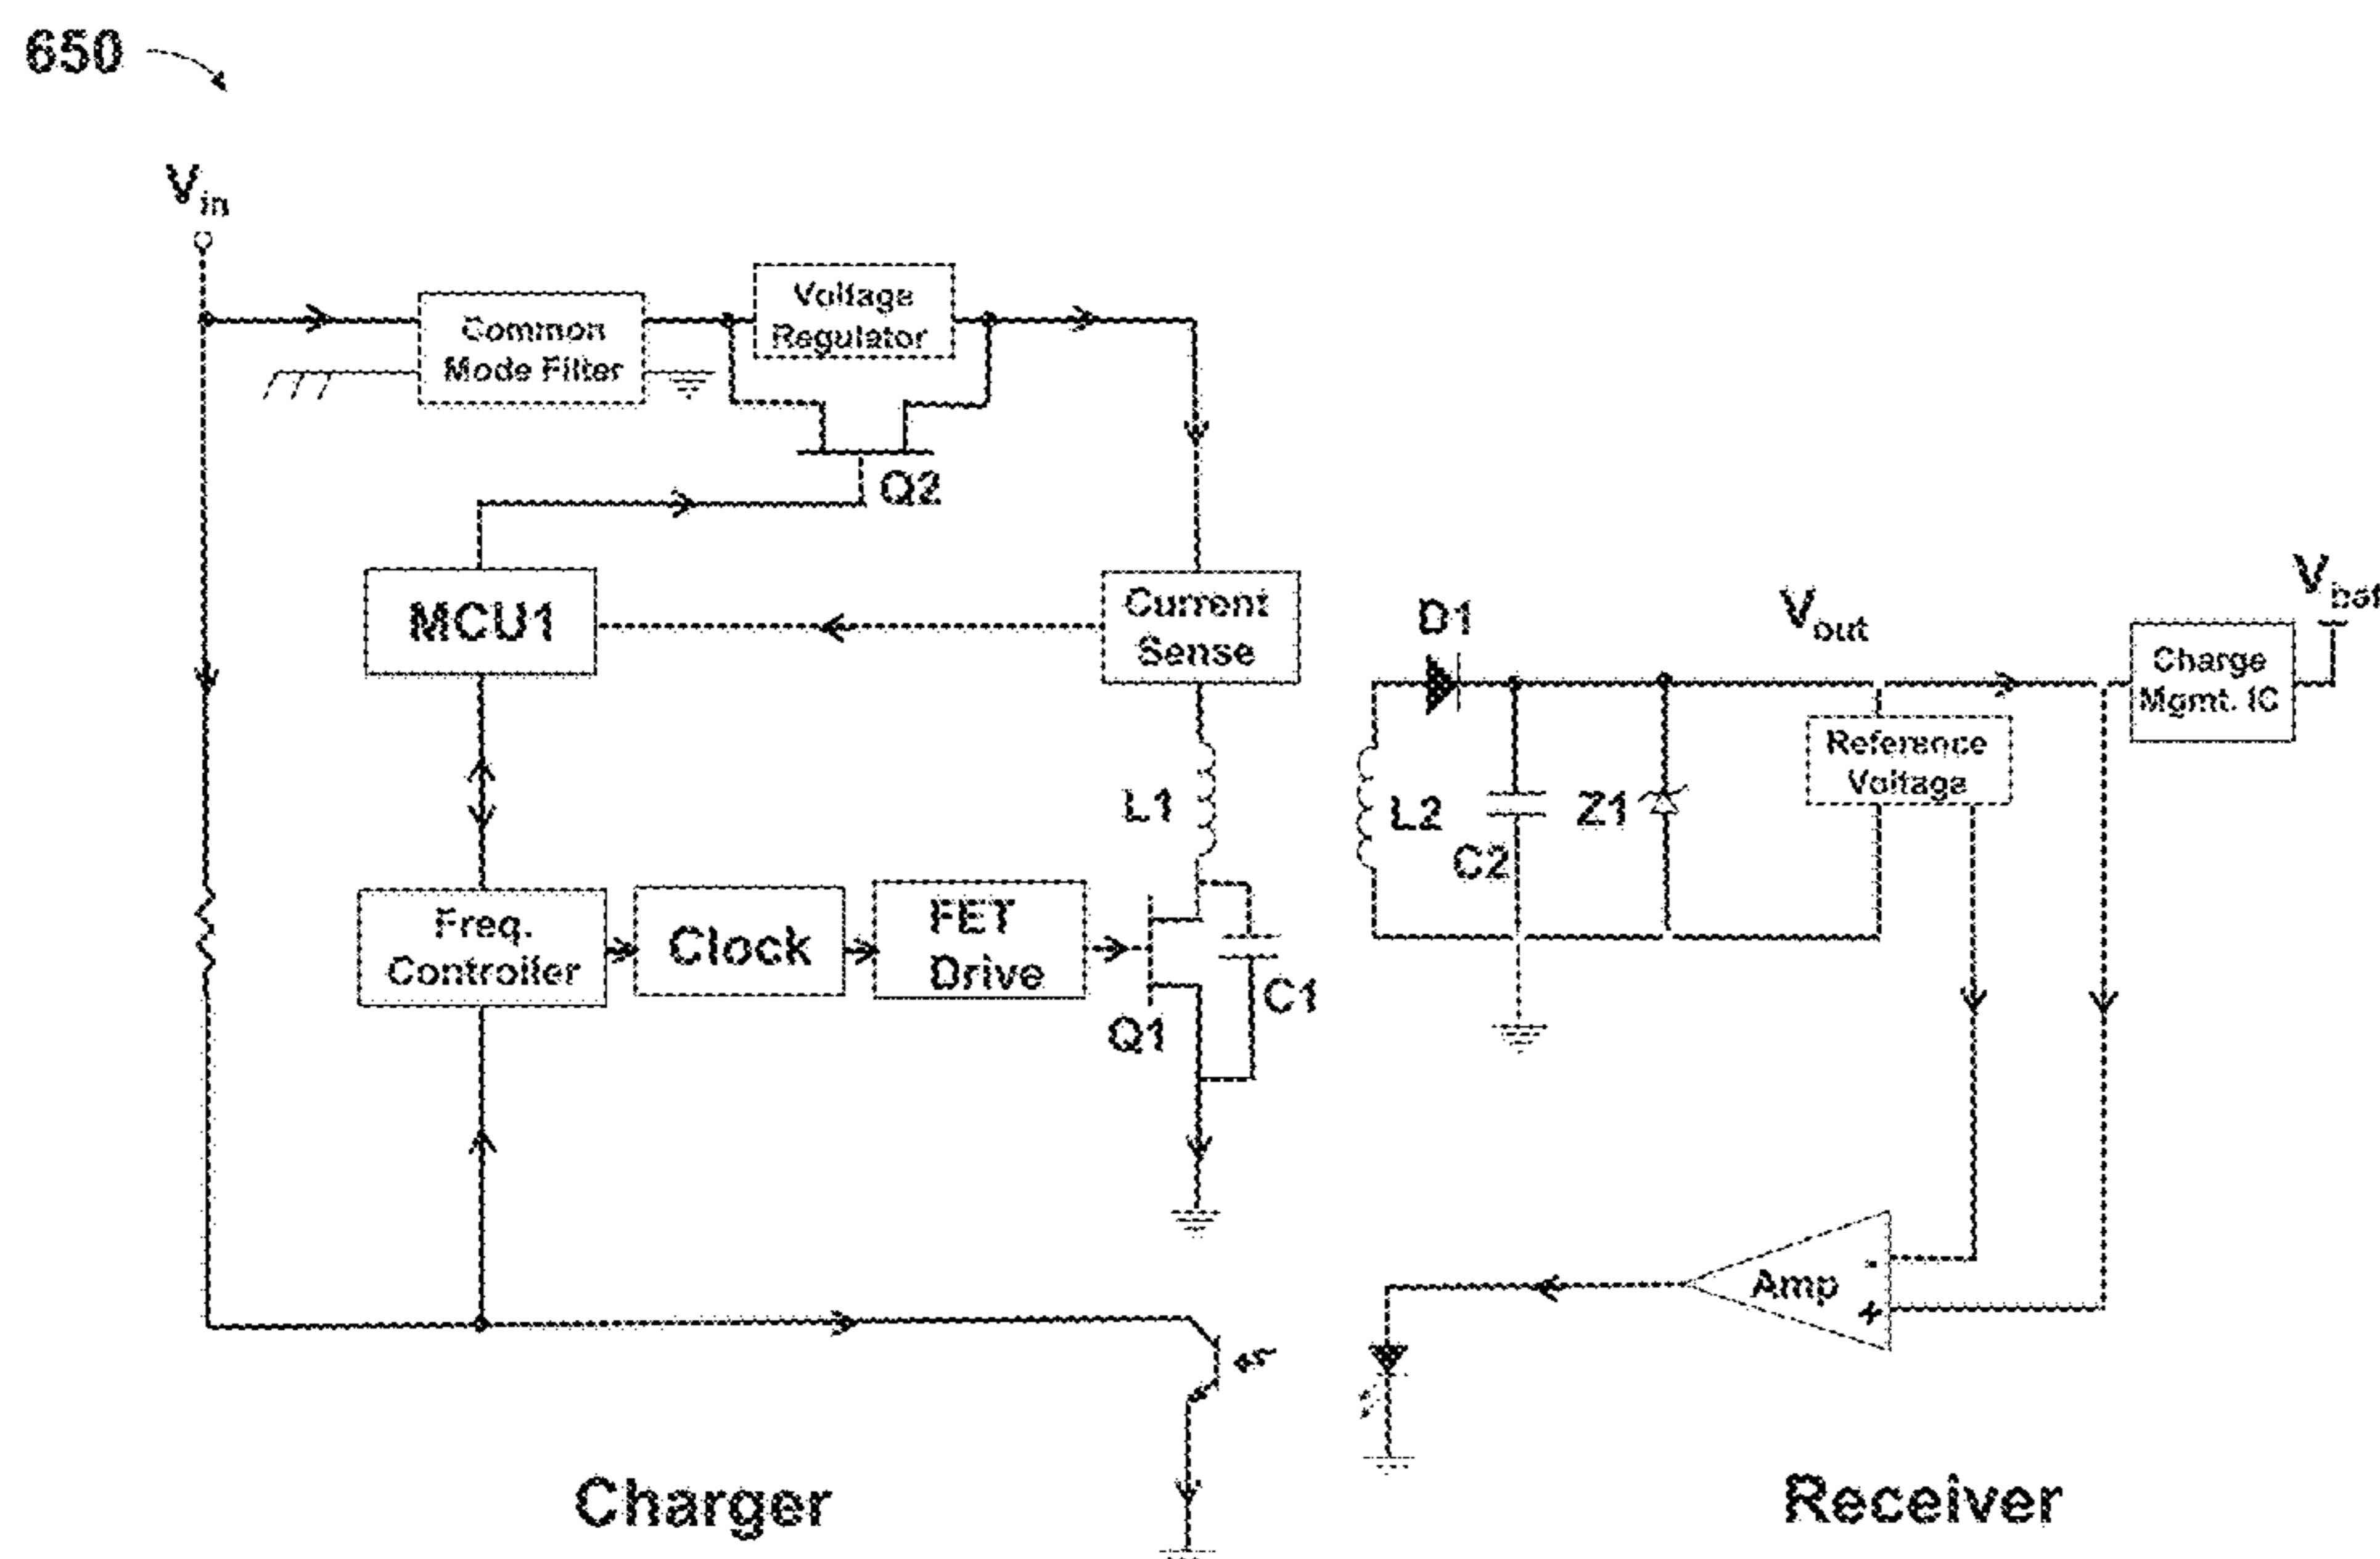 650
Vin
Voltage
Regulator
Common
Mode Filter
Q2
MCU1
Current
Sense
D1
Vout
Vbat
Charge
Mgmt. IC
Reference
Voltage
L1
L2
C2
Z1
Freq.
Controller
Clock
FET
Drive
Q1
C1
Amp
-
+
Charger
Receiver